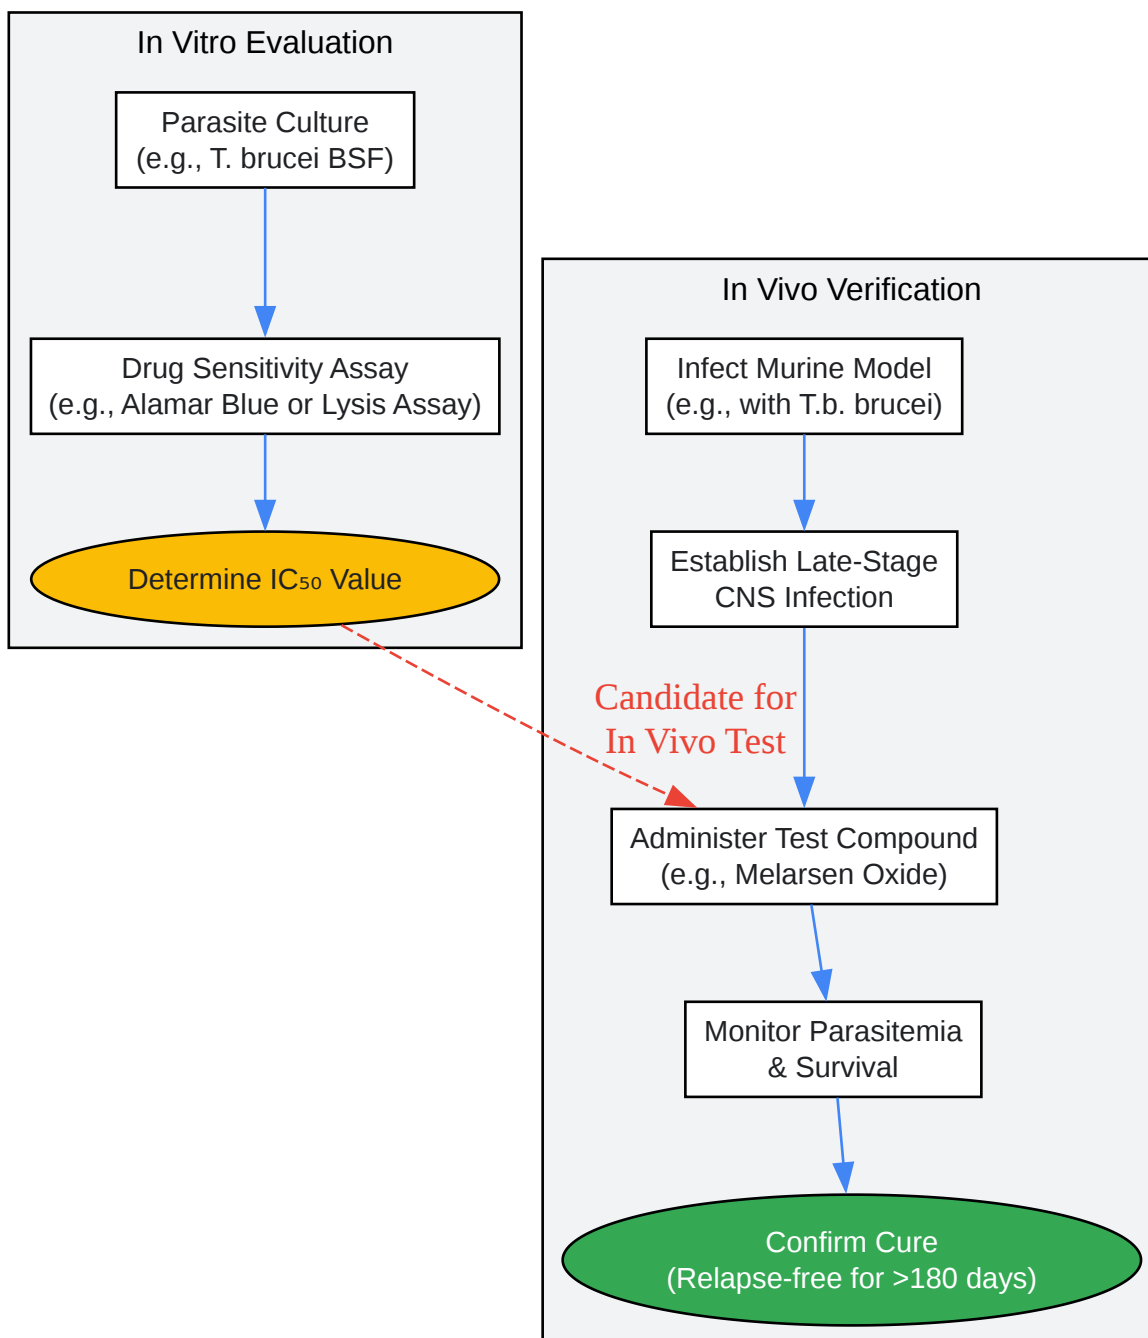 In Vitro Evaluation
Parasite Culture
(e.g., T. brucei BSF)
Drug Sensitivity Assay
(e.g., Alamar Blue or Lysis Assay)
Determine IC₅₀ Value
In Vivo Verification
Infect Murine Model
(e.g., with T.b. brucei)
Establish Late-Stage
CNS Infection
Candidate for
In Vivo Test
Administer Test Compound
(e.g., Melarsen Oxide)
Monitor Parasitemia
& Survival
Confirm Cure
(Relapse-free for >180 days)